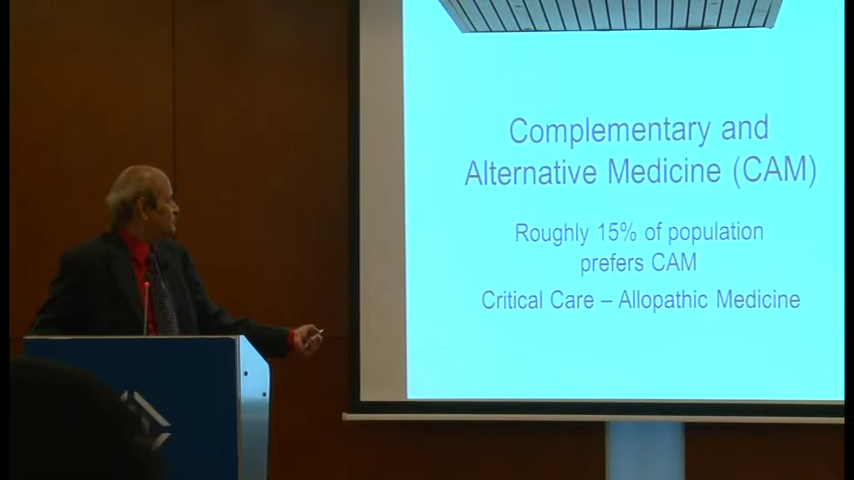 Complementary and
Alternative Medicine (CAM)
Roughly 15% of population
prefers CAM
Critical Care – Allopathic Medicine